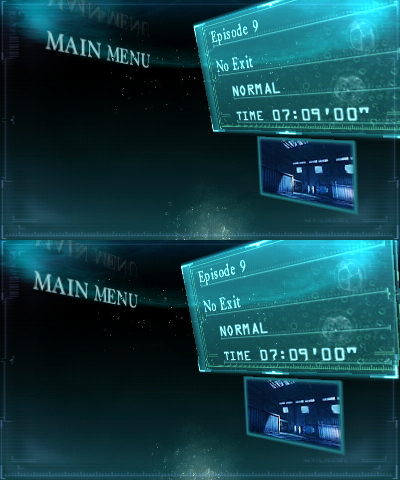 MAIN MENU
Episode 9
No Exit
NORMAL
TIME 07:09'00"
MAIN MENU
Episode 9
No Exit
NORMAL
TIME 07:09'00"